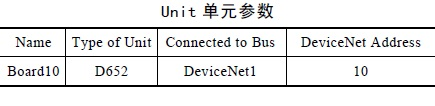 Unit 单元参数
Name Type of Unit Connected to Bus DeviceNet Address
Board10 D652 DeviceNet1 10